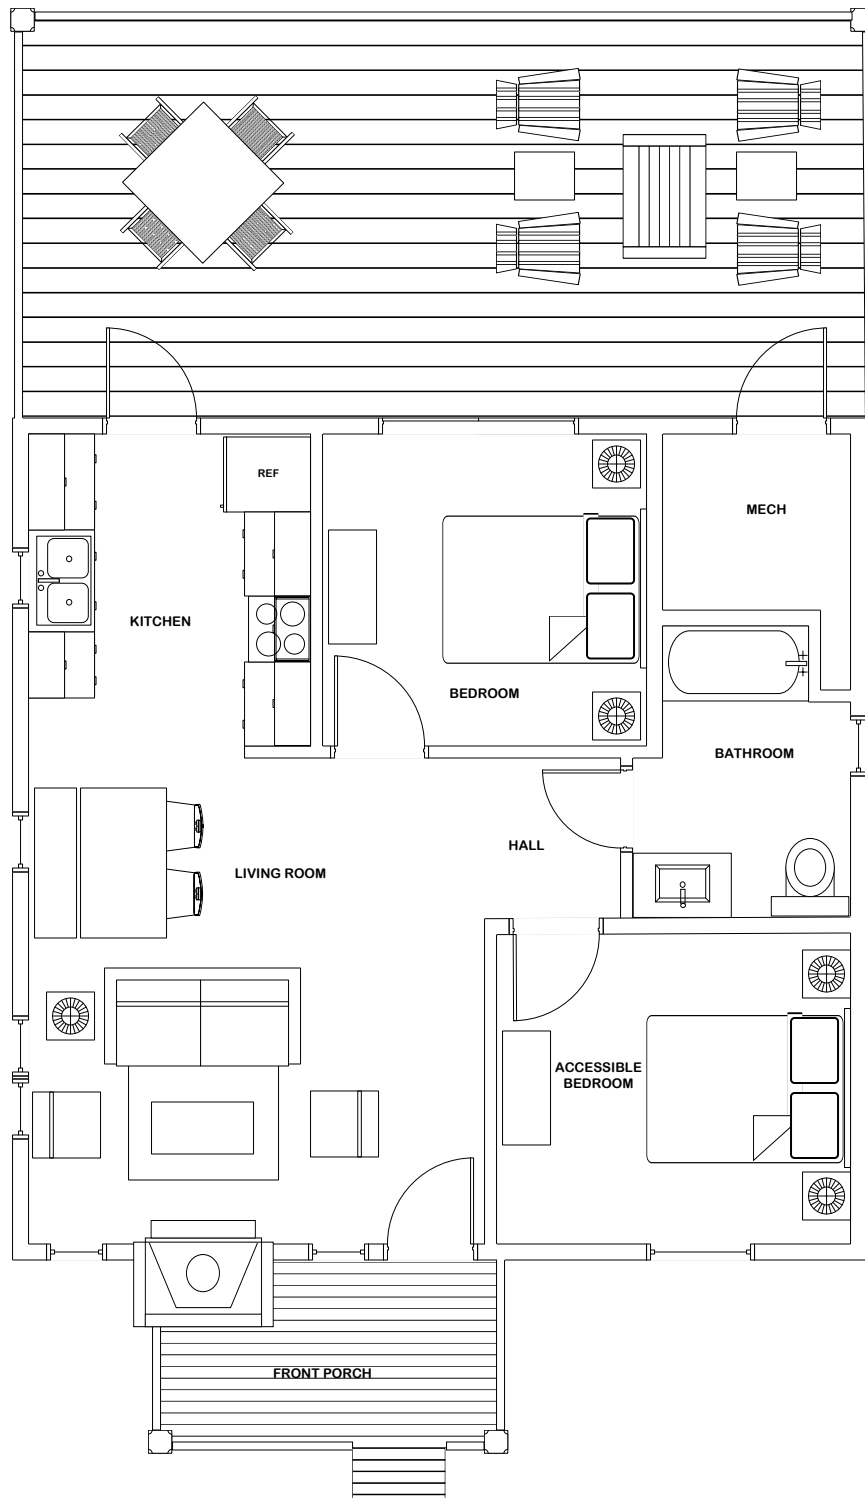 REF
MECH
KITCHEN
BEDROOM
BATHROOM
HALL
LIVING ROOM
ACCESSIBLE
BEDROOM
FRONT PORCH